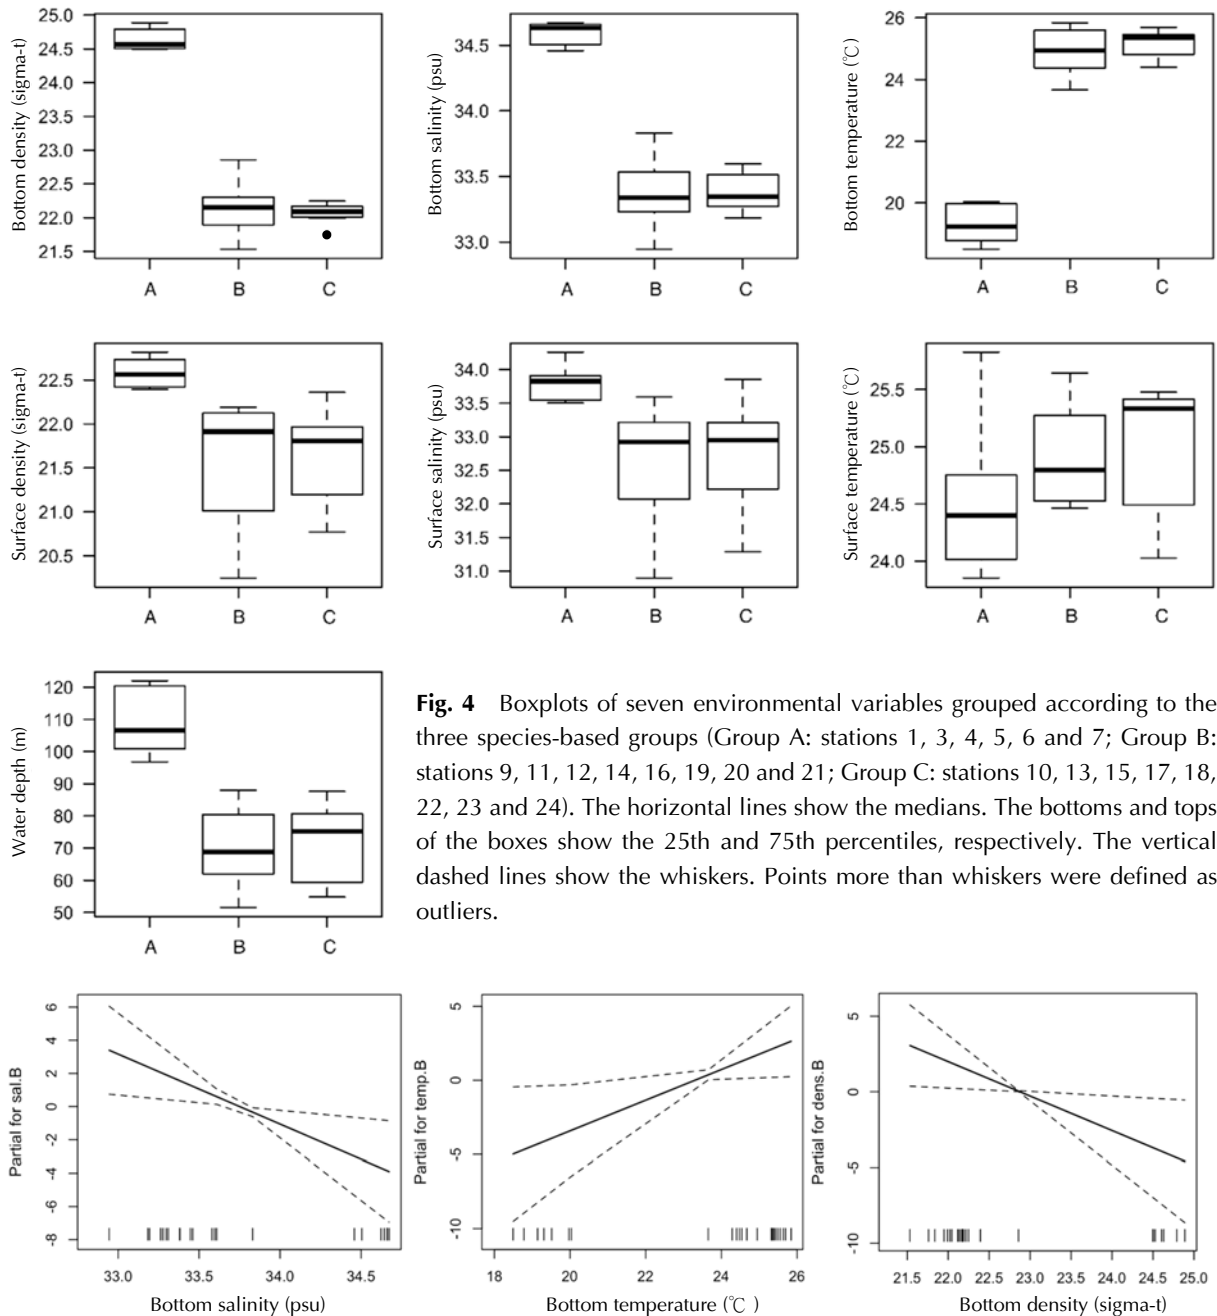 Bottom density (sigma-t)
25.0
24.5
24.0
23.5
23.0
22.5
22.0
21.5
A B C
Bottom salinity (psu)
34.5
34.0
33.5
33.0
A B C
Bottom temperature (℃)
26
24
22
20
A B C
Surface density (sigma-t)
22.5
22.0
21.5
21.0
20.5
A B C
Surface salinity (psu)
34.0
33.5
33.0
32.5
32.0
31.5
31.0
A B C
Surface temperature (℃)
25.5
25.0
24.5
24.0
A B C
Water depth (m)
120
110
100
90
80
70
60
50
A B C
Fig. 4 Boxplots of seven environmental variables grouped according to the
three species-based groups (Group A: stations 1, 3, 4, 5, 6 and 7; Group B:
stations 9, 11, 12, 14, 16, 19, 20 and 21; Group C: stations 10, 13, 15, 17, 18,
22, 23 and 24). The horizontal lines show the medians. The bottoms and tops
of the boxes show the 25th and 75th percentiles, respectively. The vertical
dashed lines show the whiskers. Points more than whiskers were defined as
outliers.
Partial for sal.B
6
4
2
0
-2
-4
-6
-8
33.0 33.5 34.0 34.5
Bottom salinity (psu)
Partial for temp.B
5
0
-5
-10
18 20 22 24 26
Bottom temperature (℃)
Partial for dens.B
5
0
-5
-10
21.5 22.0 22.5 23.0 23.5 24.0 24.5 25.0
Bottom density (sigma-t)